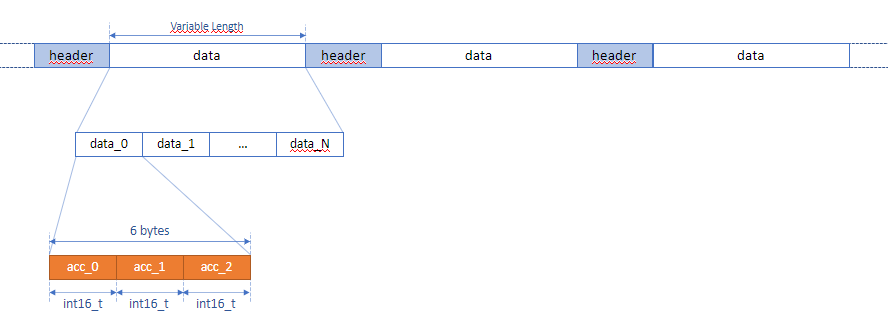 Variable Length
header data header data header data
data_0 data_1 ... data_N
6 bytes
acc_0 acc_1 acc_2
int16_t int16_t int16_t